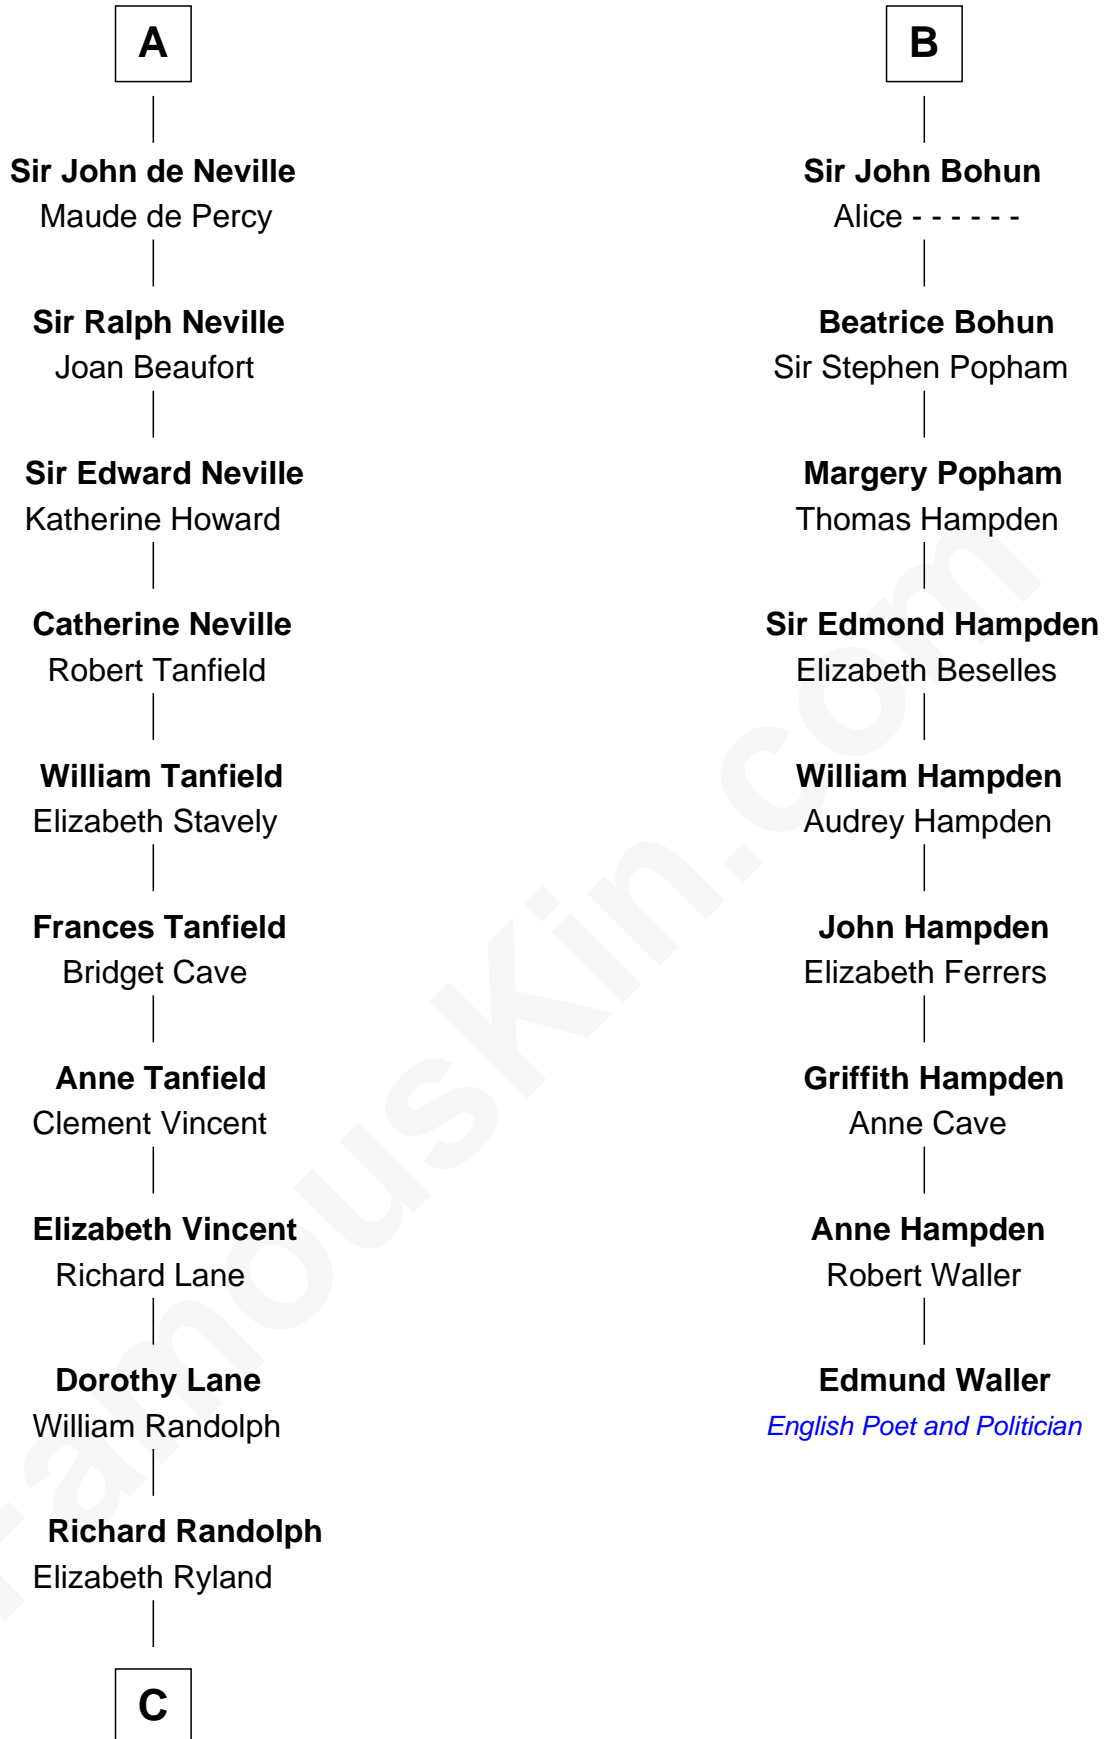 A
Sir John de Neville
Maude de Percy
Sir Ralph Neville
Joan Beaufort
Sir Edward Neville
Katherine Howard
Catherine Neville
Robert Tanfield
William Tanfield
Elizabeth Stavely
Frances Tanfield
Bridget Cave
Anne Tanfield
Clement Vincent
Elizabeth Vincent
Richard Lane
Dorothy Lane
William Randolph
Richard Randolph
Elizabeth Ryland
C
B
Sir John Bohun
Alice - - - - - -
Beatrice Bohun
Sir Stephen Popham
Margery Popham
Thomas Hampden
Sir Edmond Hampden
Elizabeth Beselles
William Hampden
Audrey Hampden
John Hampden
Elizabeth Ferrers
Griffith Hampden
Anne Cave
Anne Hampden
Robert Waller
Edmund Waller
English Poet and Politician
FamousKin.com